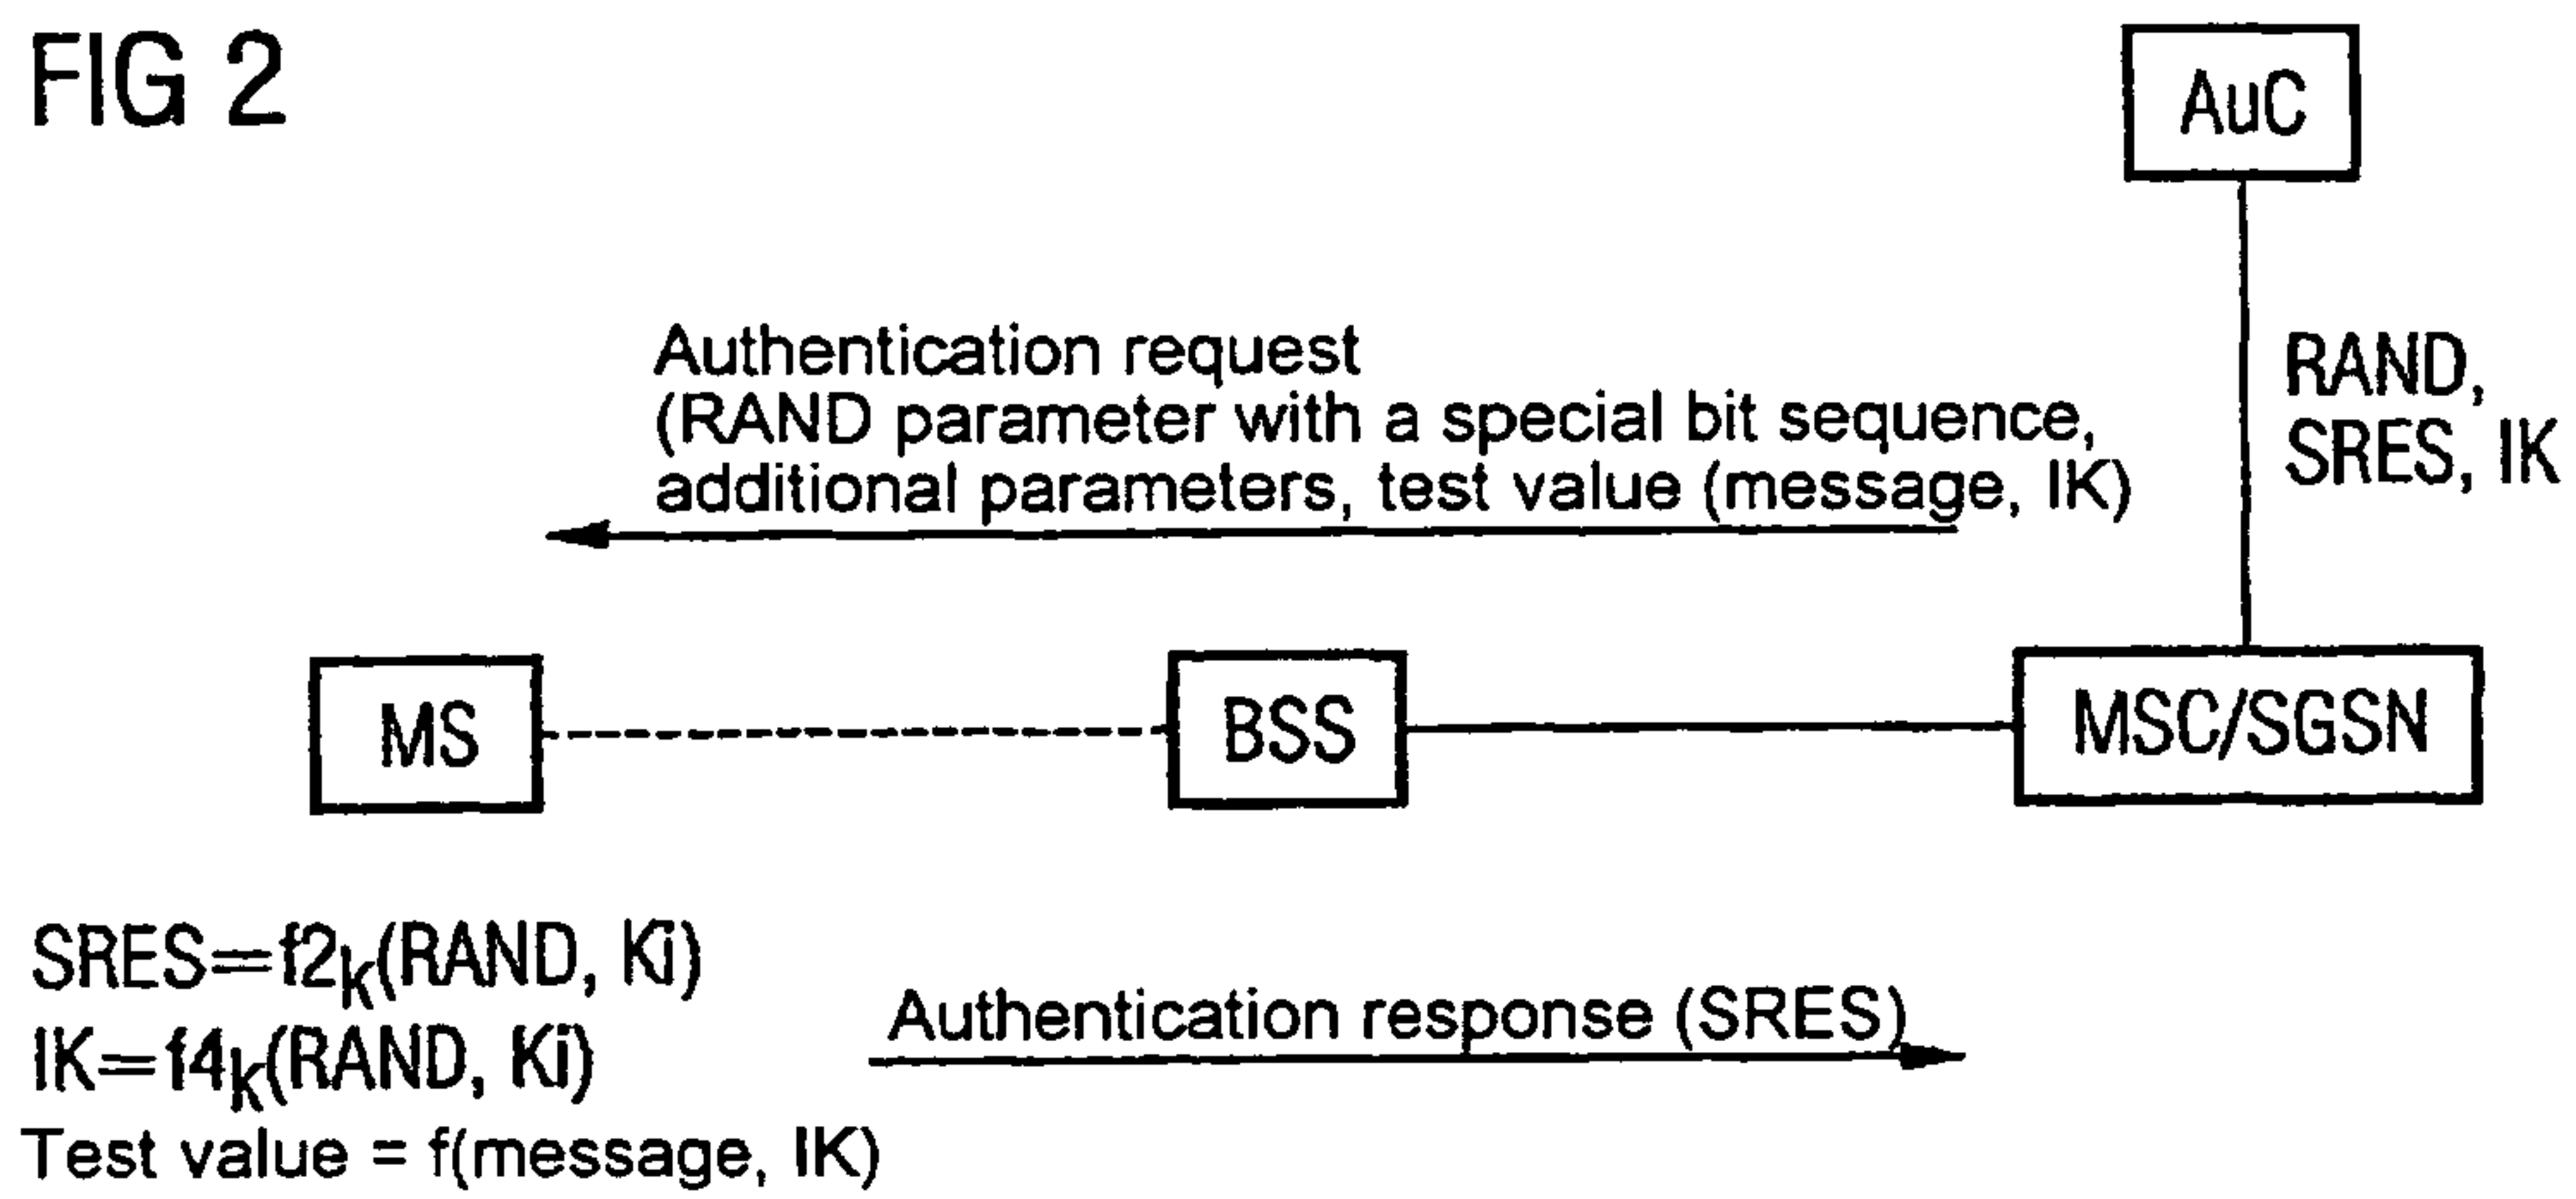 FIG 2
AuC
Authentication request
(RAND parameter with a special bit sequence,
additional parameters, test value (message, IK)
RAND,
SRES, IK
MS
BSS
MSC/SGSN
SRES=f2k(RAND, Ki)
IK=f4k(RAND, Ki)
Test value = f(message, IK)
Authentication response (SRES)